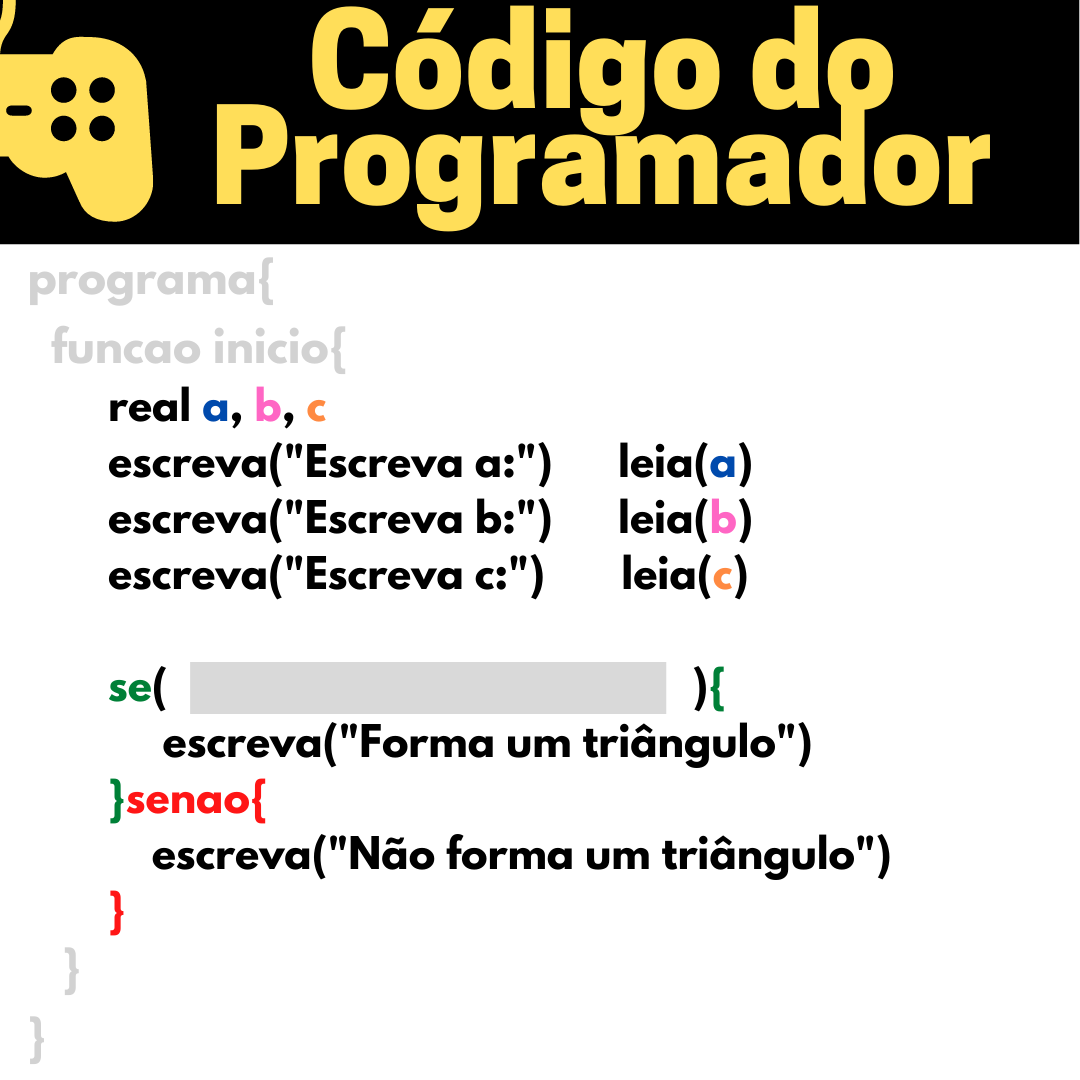 Código do
Programador
programa{
funcao inicio{
real a, b, c
escreva("Escreva a:") leia(a)
escreva("Escreva b:") leia(b)
escreva("Escreva c:") leia(c)
se( ){
escreva("Forma um triângulo")
}senao{
escreva("Não forma um triângulo")
}
}
}